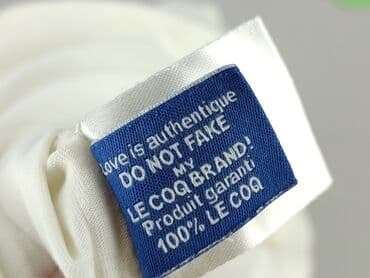 Love is authentique
DO NOT FAKE
MY
LE COQ BRAND!
Produit garanti
100% LE COQ